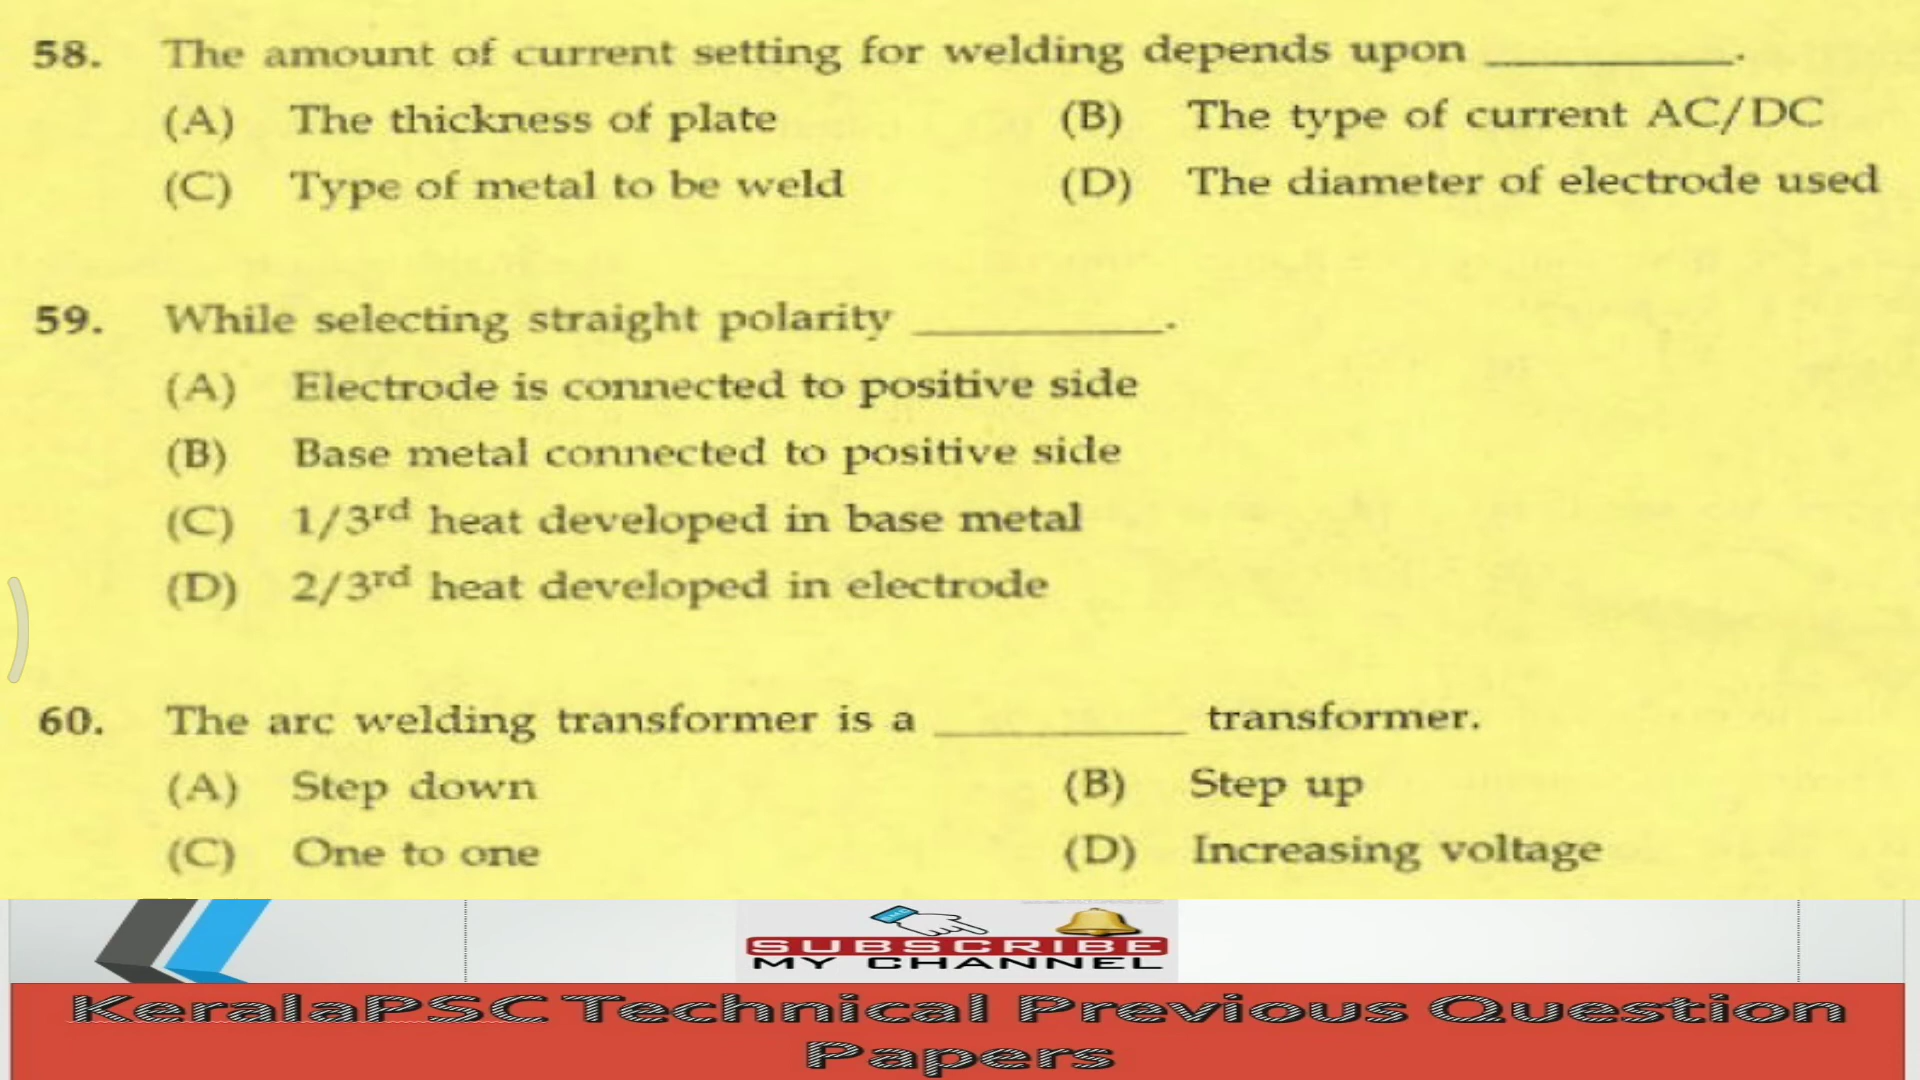 58. The amount of current setting for welding depends upon __________.
(A) The thickness of plate (B) The type of current AC/DC
(C) Type of metal to be weld (D) The diameter of electrode used
59. While selecting straight polarity __________.
(A) Electrode is connected to positive side
(B) Base metal connected to positive side
(C) 1/3rd heat developed in base metal
(D) 2/3rd heat developed in electrode
60. The arc welding transformer is a __________ transformer.
(A) Step down (B) Step up
(C) One to one (D) Increasing voltage
SUBSCRIBE
MY CHANNEL
KeralaPSC Technical Previous Question
Papers